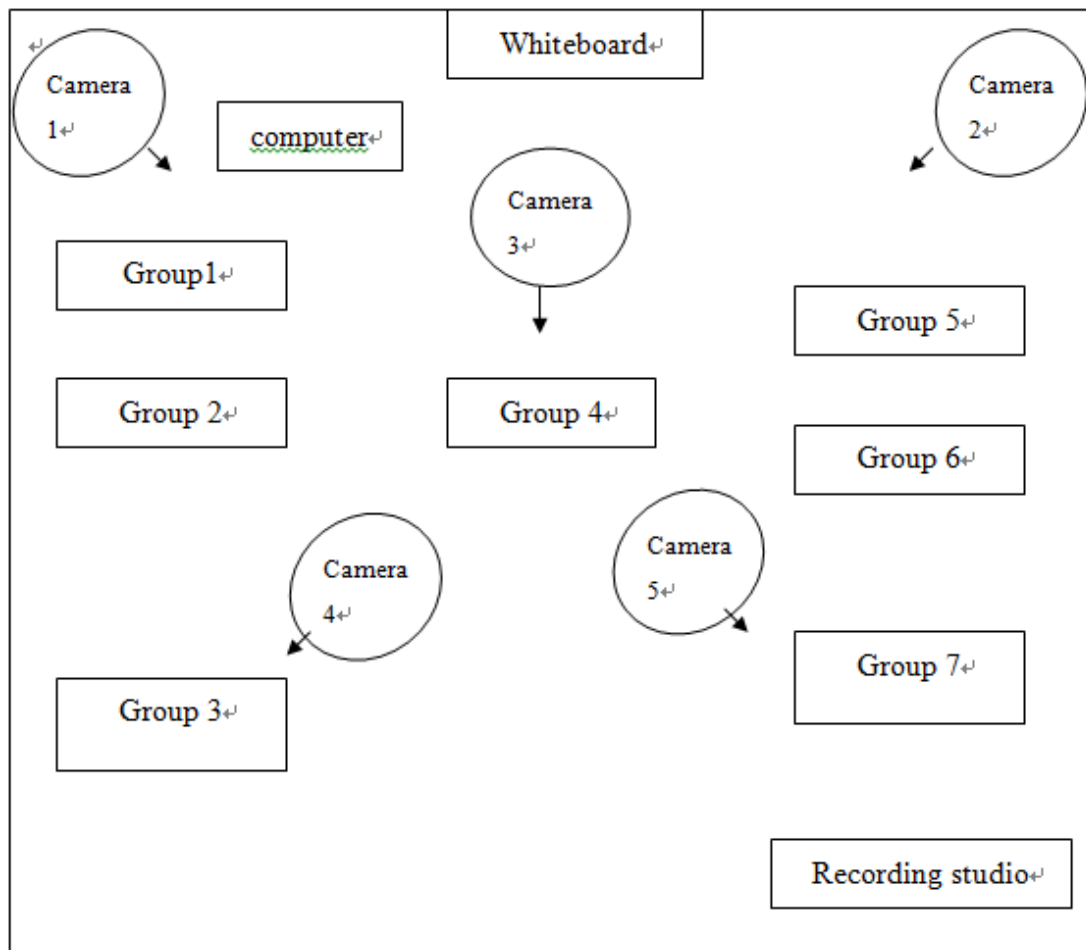 Whiteboard
Camera
1
Camera
2
computer
Camera
3
Group1
Group 5
Group 2
Group 4
Group 6
Camera
4
Camera
5
Group 3
Group 7
Recording studio